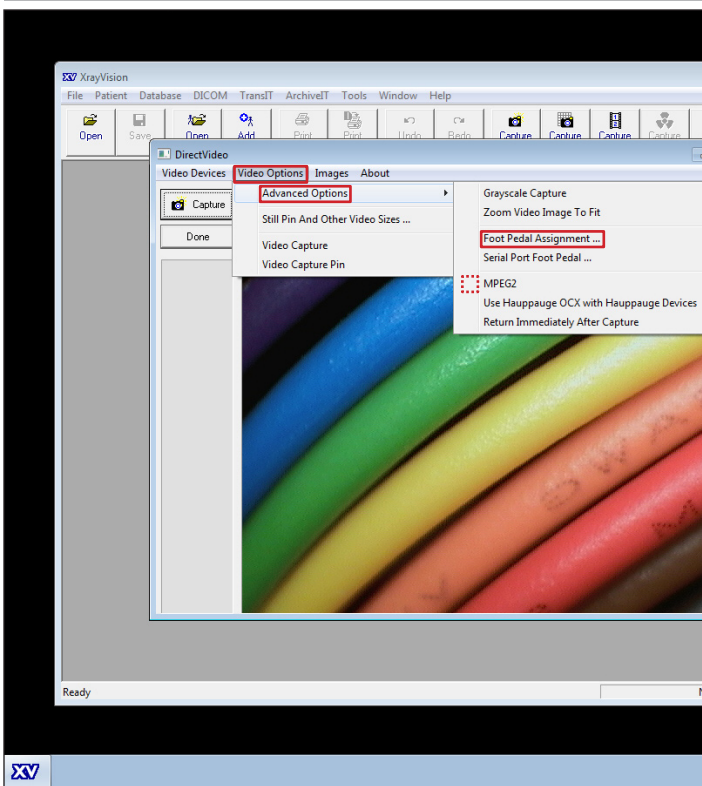 XV XrayVision
File Patient Database DICOM TransIT ArchiveIT Tools Window Help
Open Save Open Add Print Print Undo Redo Capture Capture Capture Capture
DirectVideo
Video Devices Video Options Images About
Capture
Done
Advanced Options
Still Pin And Other Video Sizes ...
Video Capture
Video Capture Pin
Grayscale Capture
Zoom Video Image To Fit
Foot Pedal Assignment ...
Serial Port Foot Pedal ...
MPEG2
Use Hauppauge OCX with Hauppauge Devices
Return Immediately After Capture
Ready
XV